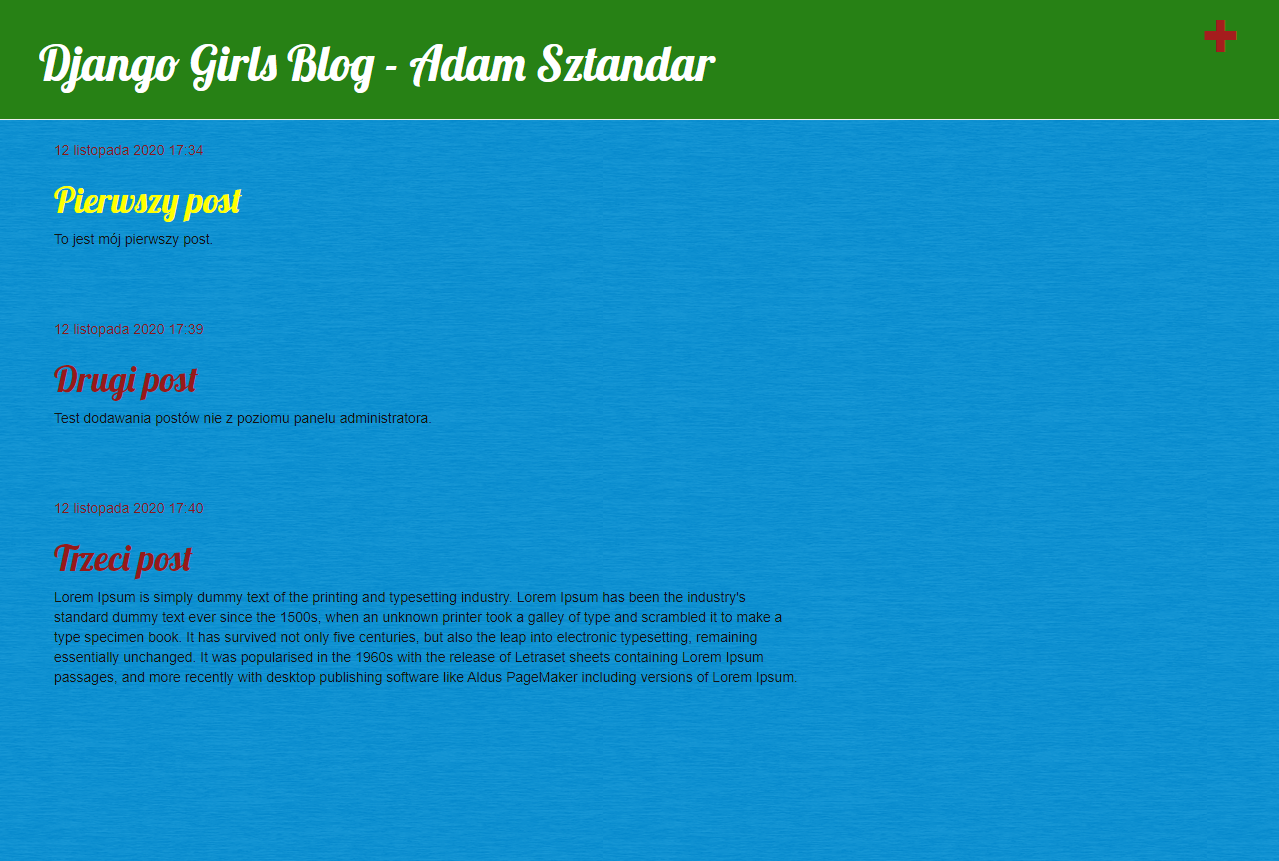 Django Girls Blog - Adam Sztandar
12 listopada 2020 17:34
Pierwszy post
To jest mój pierwszy post.
12 listopada 2020 17:39
Drugi post
Test dodawania postów nie z poziomu panelu administratora.
12 listopada 2020 17:40
Trzeci post
Lorem Ipsum is simply dummy text of the printing and typesetting industry. Lorem Ipsum has been the industry's
standard dummy text ever since the 1500s, when an unknown printer took a galley of type and scrambled it to make a
type specimen book. It has survived not only five centuries, but also the leap into electronic typesetting, remaining
essentially unchanged. It was popularised in the 1960s with the release of Letraset sheets containing Lorem Ipsum
passages, and more recently with desktop publishing software like Aldus PageMaker including versions of Lorem Ipsum.